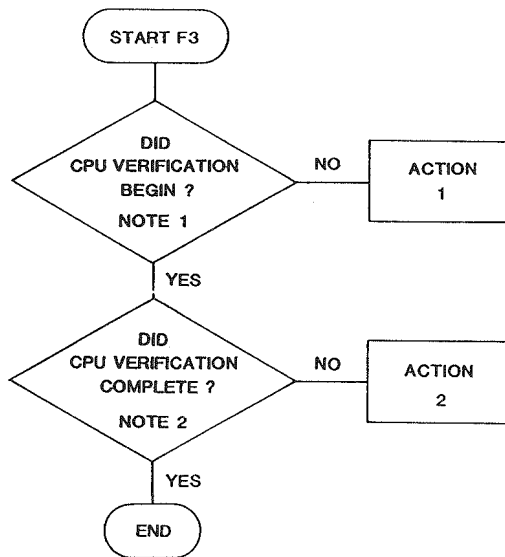 START F3
DID
CPU VERIFICATION
BEGIN ?
NOTE 1
NO
ACTION
1
YES
DID
CPU VERIFICATION
COMPLETE ?
NOTE 2
NO
ACTION
2
YES
END